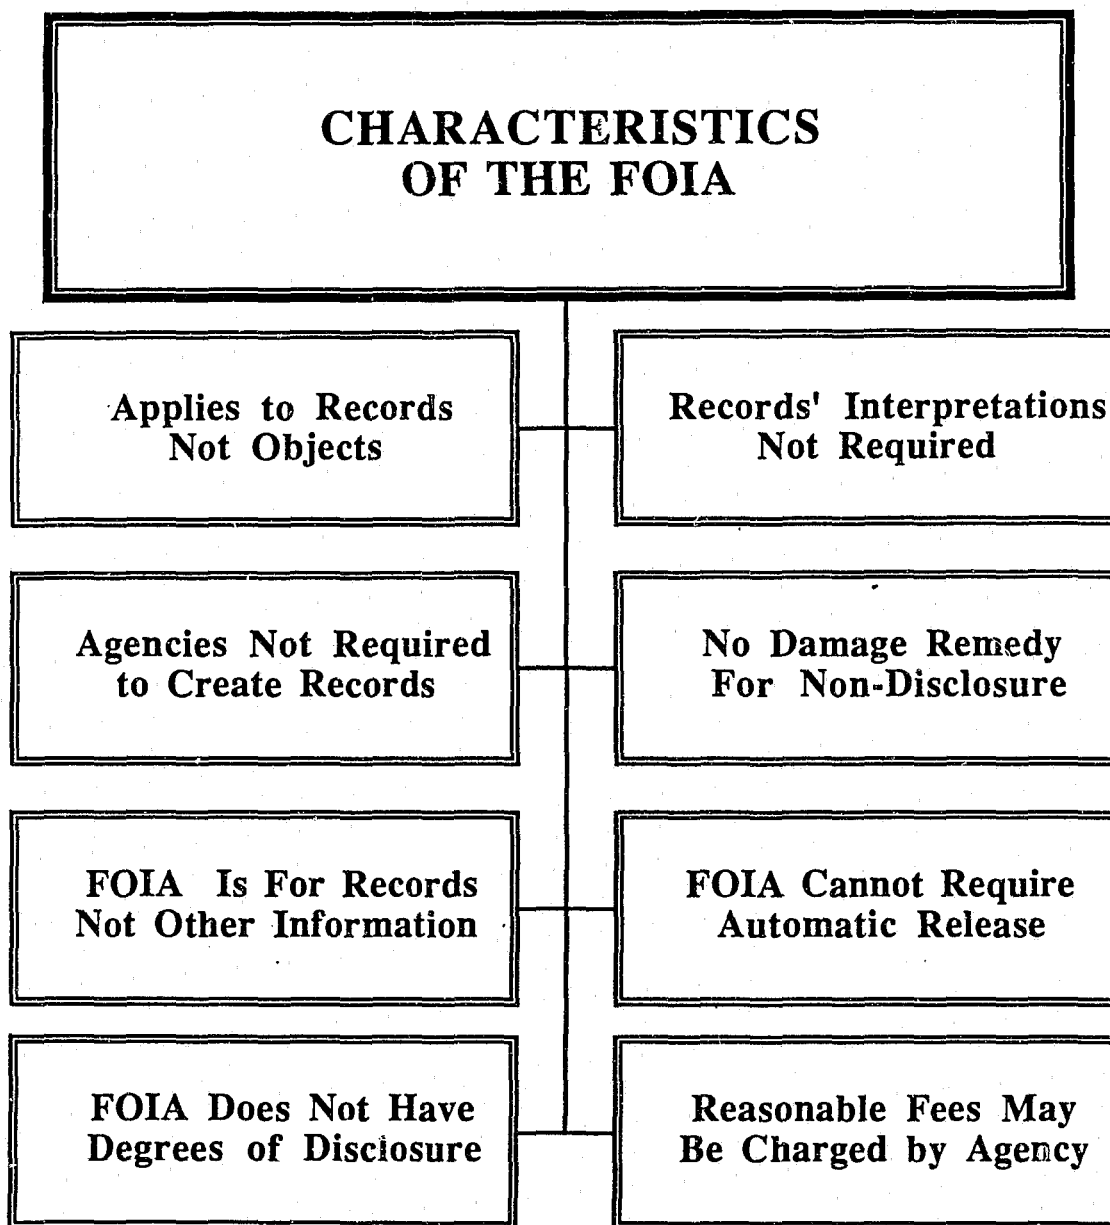 CHARACTERISTICS
OF THE FOIA
Applies to Records
Not Objects
Records' Interpretations
Not Required
Agencies Not Required
to Create Records
No Damage Remedy
For Non-Disclosure
FOIA Is For Records
Not Other Information
FOIA Cannot Require
Automatic Release
FOIA Does Not Have
Degrees of Disclosure
Reasonable Fees May
Be Charged by Agency